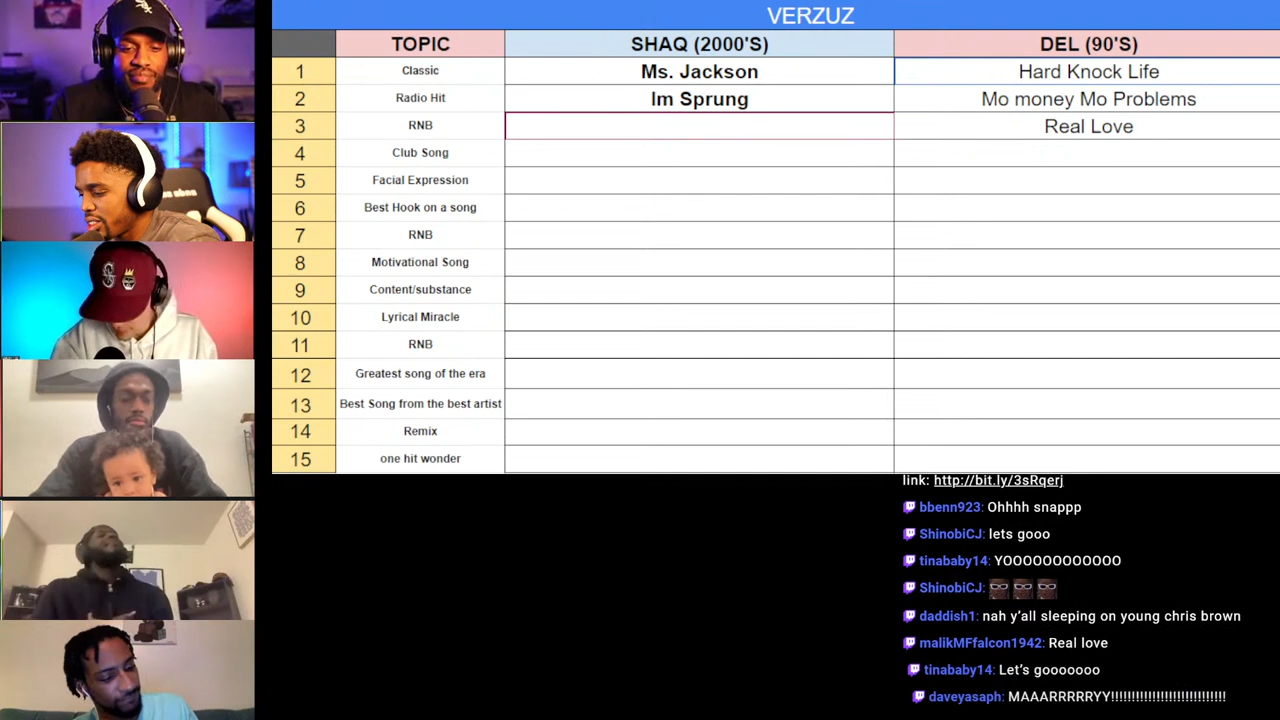 VERZUZ
TOPIC SHAQ (2000'S) DEL (90'S)
1 Classic Ms. Jackson Hard Knock Life
2 Radio Hit Im Sprung Mo money Mo Problems
3 RNB Real Love
4 Club Song
5 Facial Expression
6 Best Hook on a song
7 RNB
8 Motivational Song
9 Content/substance
10 Lyrical Miracle
11 RNB
12 Greatest song of the era
13 Best Song from the best artist
14 Remix
15 one hit wonder
link: http://bit.ly/3sRqerj
bbenn923: Ohhhh snappp
ShinobiCJ: lets gooo
tinababy14: YOOOOOOOOOOOO
ShinobiCJ:
daddish1: nah y'all sleeping on young chris brown
malikMFfalcon1942: Real love
tinababy14: Let's gooooooo
daveyasaph: MAAARRRRRYY!!!!!!!!!!!!!!!!!!!!!!!!!!!